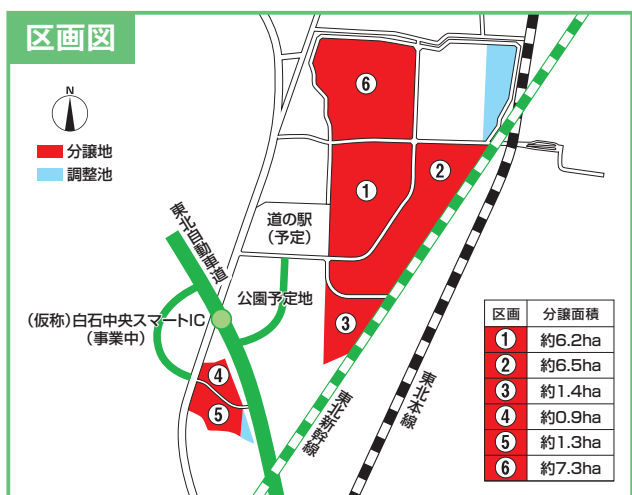 区画図
N
分譲地
調整池
⑥
②
①
道の駅
(予定)
東北自動車道
公園予定地
(仮称)白石中央スマートIC
(事業中)
③
④
⑤
東北新幹線
東北本線
区画 分譲面積
① 約6.2ha
② 約6.5ha
③ 約1.4ha
④ 約0.9ha
⑤ 約1.3ha
⑥ 約7.3ha